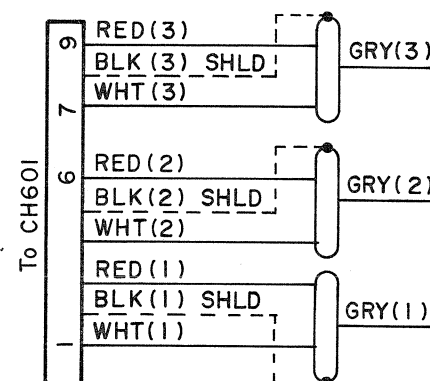 RED(3)
9
BLK(3) SHLD
GRY(3)
WHT(3)
7
RED(2)
6
BLK(2) SHLD
GRY(2)
WHT(2)
To CH601
RED(1)
BLK(1) SHLD
GRY(1)
WHT(1)
1